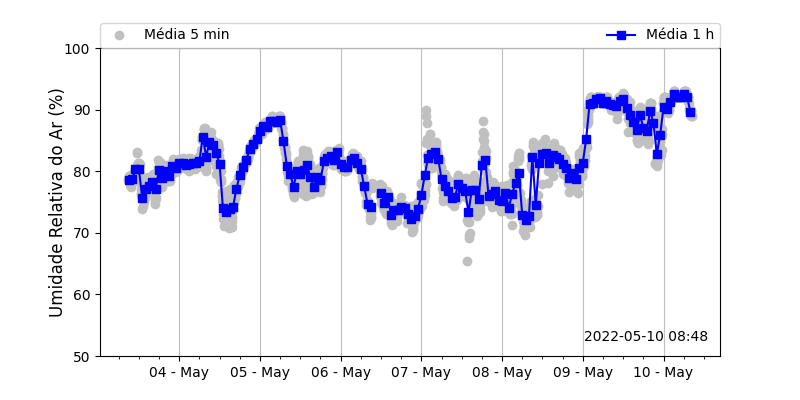 Média 5 min Média 1 h
Umidade Relativa do Ar (%)
100
90
80
70
60
50
2022-05-10 08:48
04 - May 05 - May 06 - May 07 - May 08 - May 09 - May 10 - May